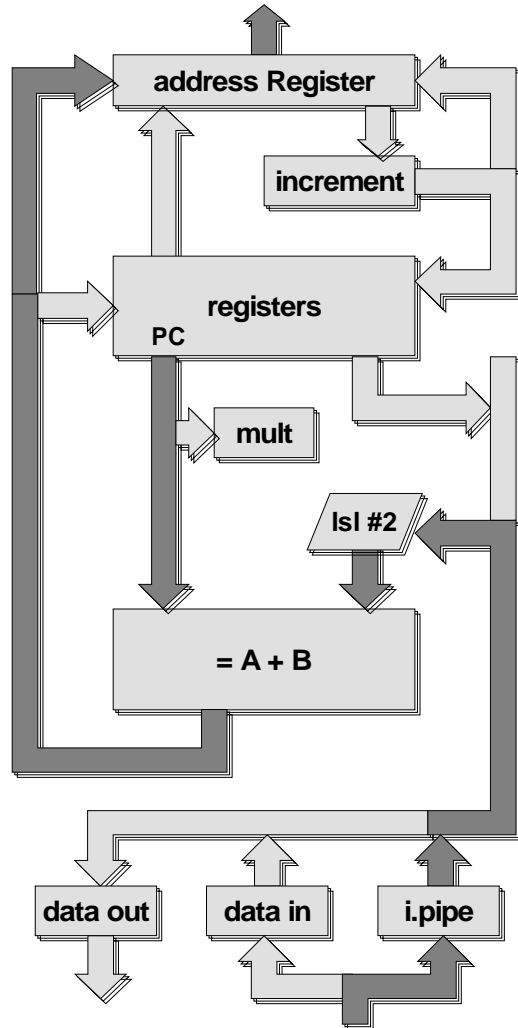 address Register
increment
registers
PC
mult
lsl #2
= A + B
data out
data in
i.pipe